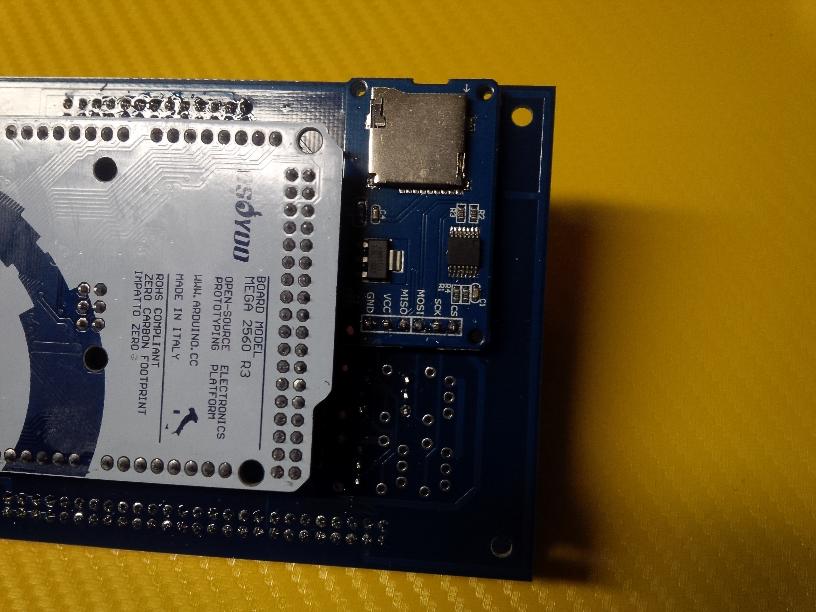 SOYOO
BOARD MODEL
MEGA 2560 R3
OPEN-SOURCE ELECTRONICS
PROTOTYPING PLATFORM
WWW.ARDUINO.CC
MADE IN ITALY
ROHS COMPLIANT
ZERO CARBON FOOTPRINT
IMPATTO ZERO
GND
VCC
MISO
MOSI
SCK
CS